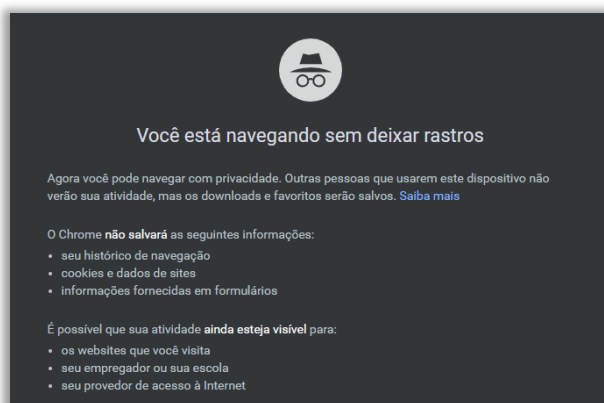 Você está navegando sem deixar rastros
Agora você pode navegar com privacidade. Outras pessoas que usarem este dispositivo não
verão sua atividade, mas os downloads e favoritos serão salvos. Saiba mais
O Chrome não salvará as seguintes informações:
• seu histórico de navegação
• cookies e dados de sites
• informações fornecidas em formulários
É possível que sua atividade ainda esteja visível para:
• os websites que você visita
• seu empregador ou sua escola
• seu provedor de acesso à Internet